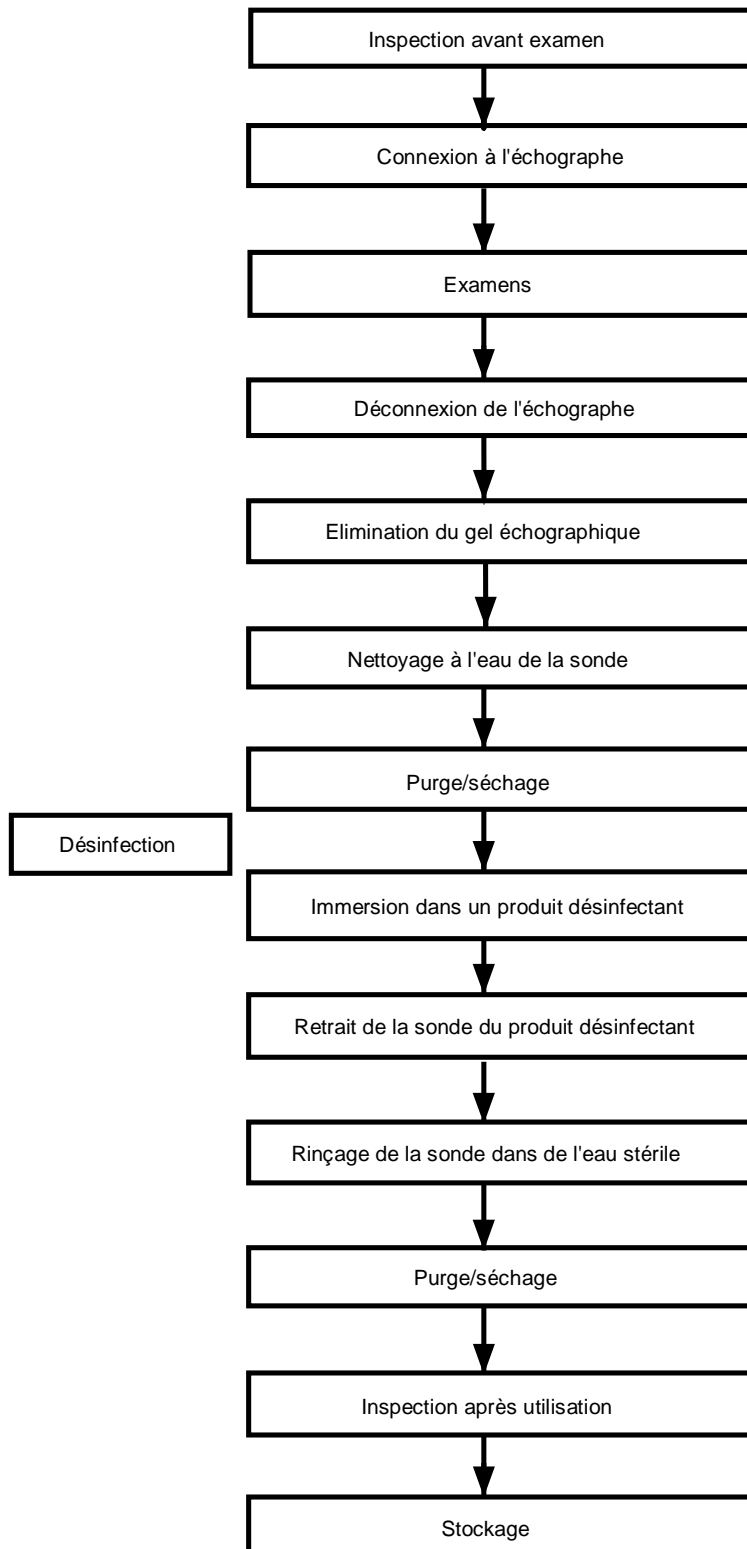 Inspection avant examen
Connexion à l'échographe
Examens
Déconnexion de l'échographe
Elimination du gel échographique
Nettoyage à l'eau de la sonde
Purge/séchage
Désinfection
Immersion dans un produit désinfectant
Retrait de la sonde du produit désinfectant
Rinçage de la sonde dans de l'eau stérile
Purge/séchage
Inspection après utilisation
Stockage